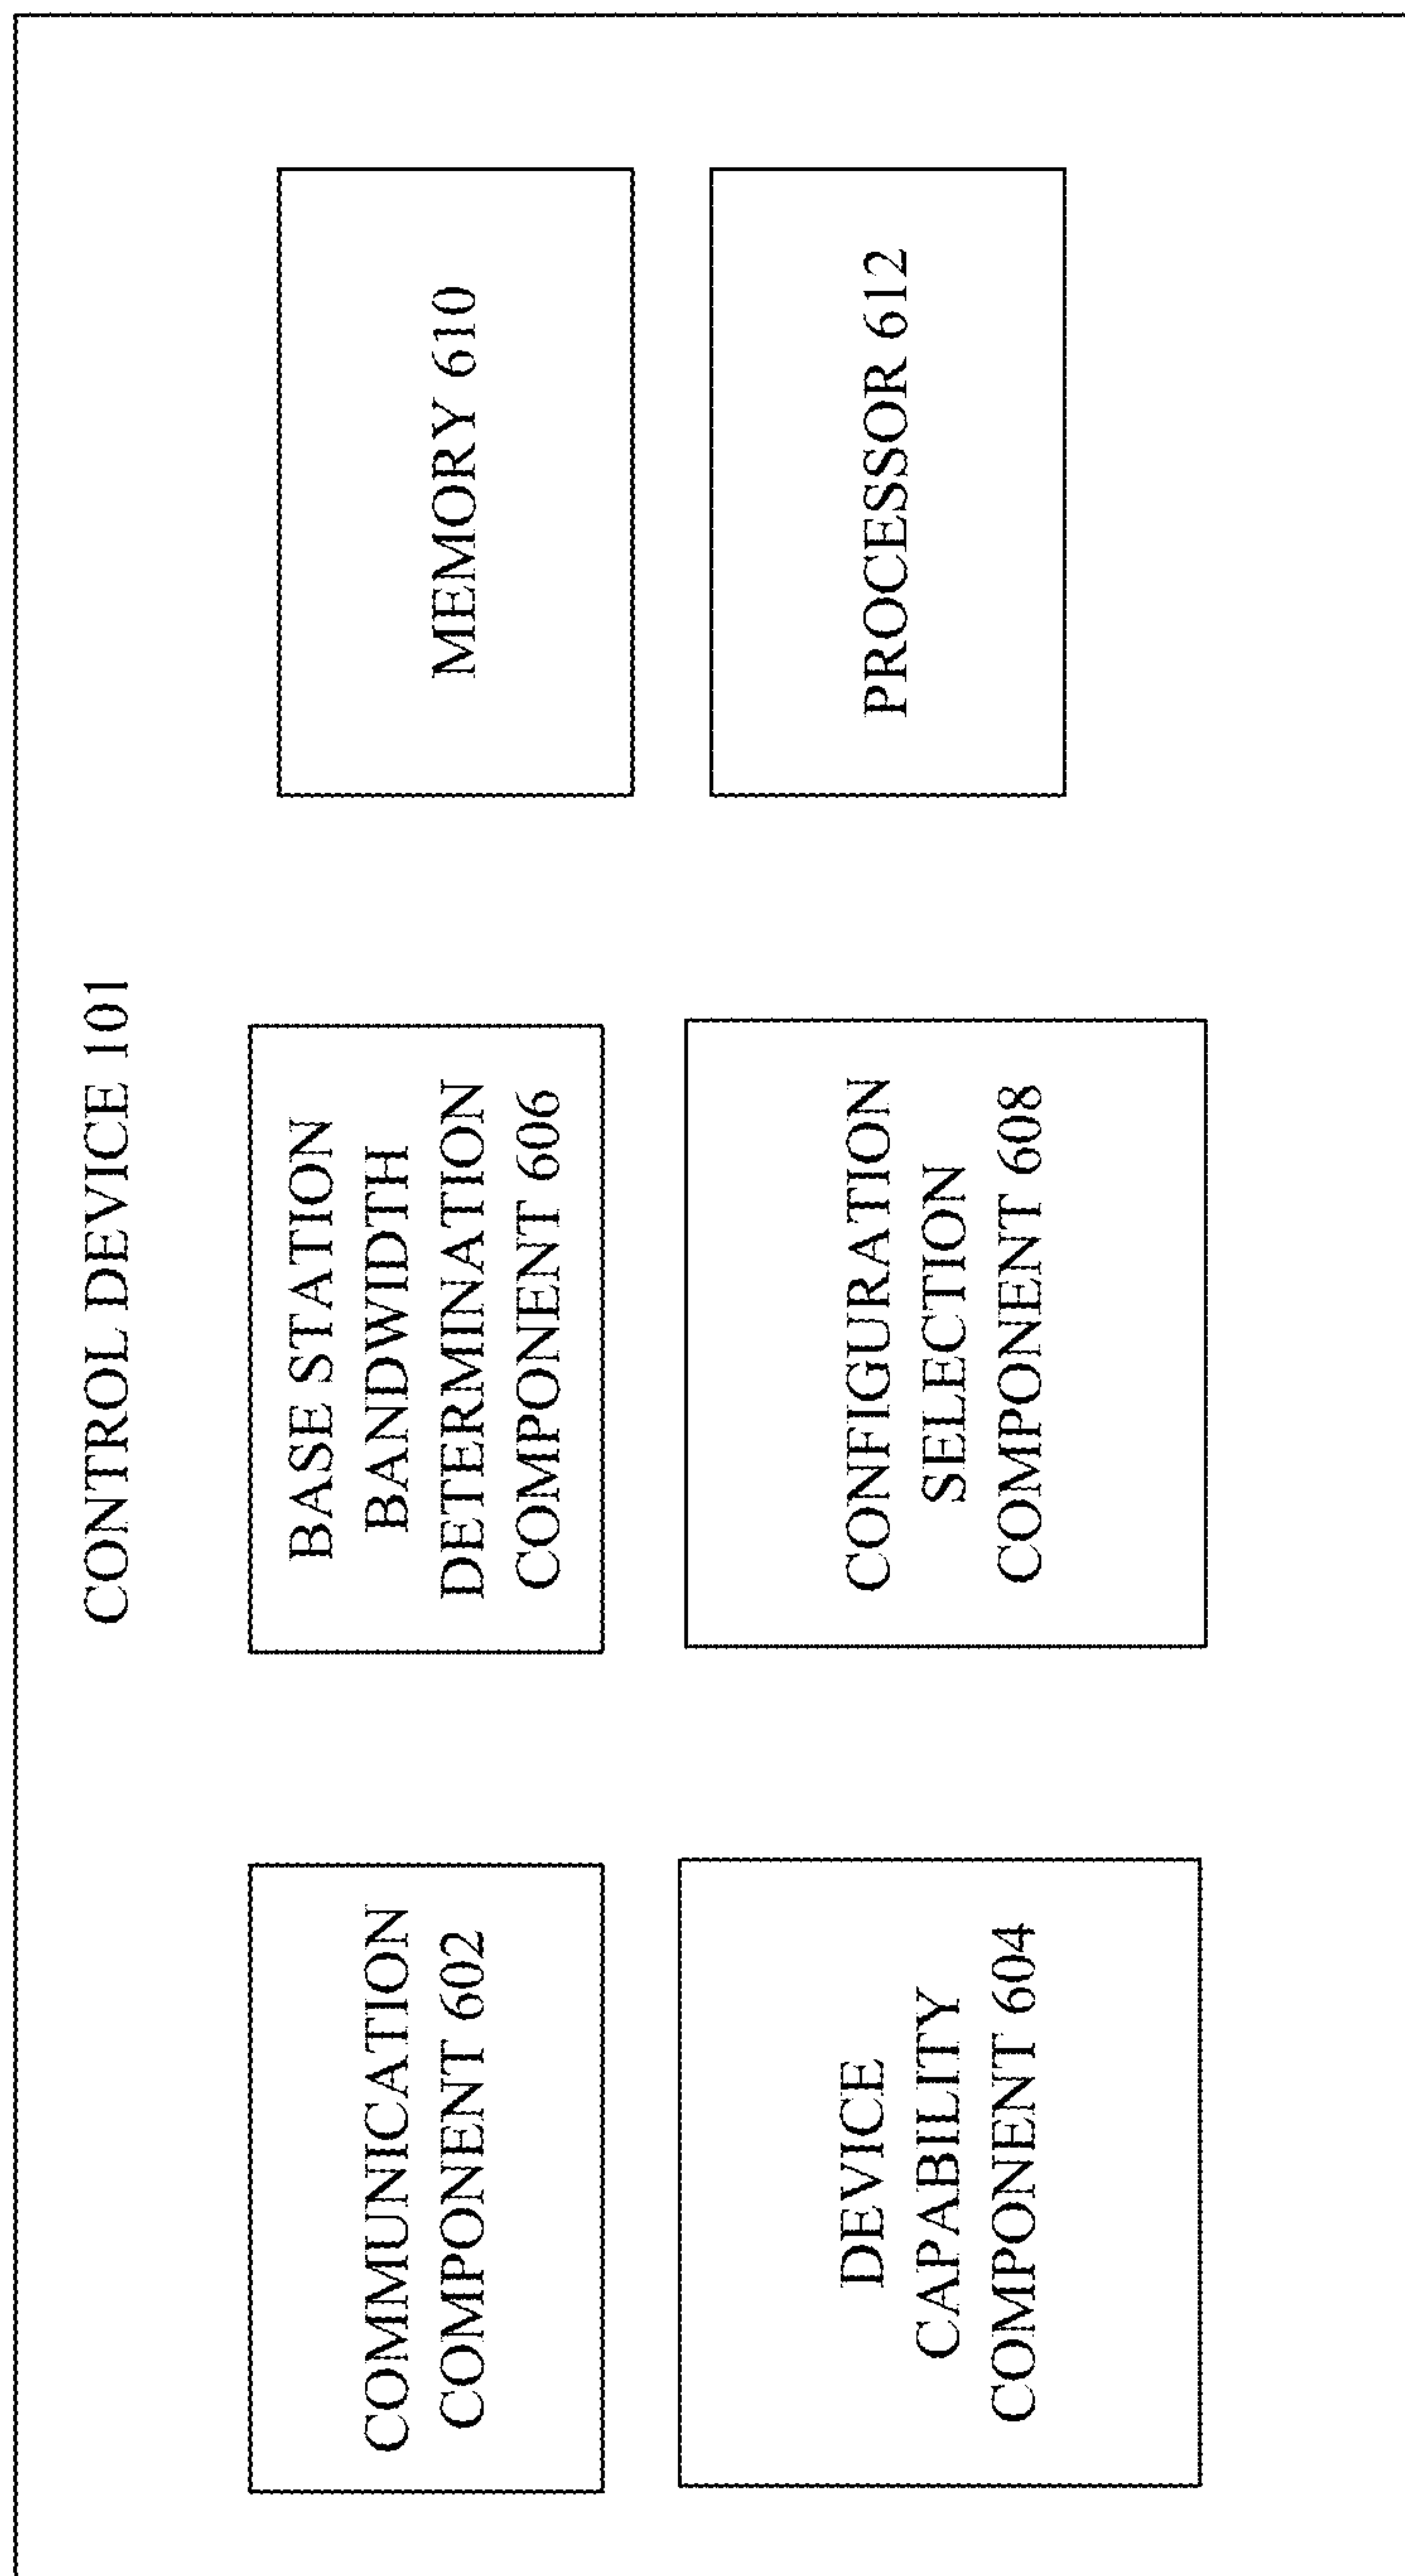 CONTROL DEVICE 101
COMMUNICATION
COMPONENT 602
BASE STATION
BANDWIDTH
DETERMINATION
COMPONENT 606
MEMORY 610
DEVICE
CAPABILITY
COMPONENT 604
CONFIGURATION
SELECTION
COMPONENT 608
PROCESSOR 612